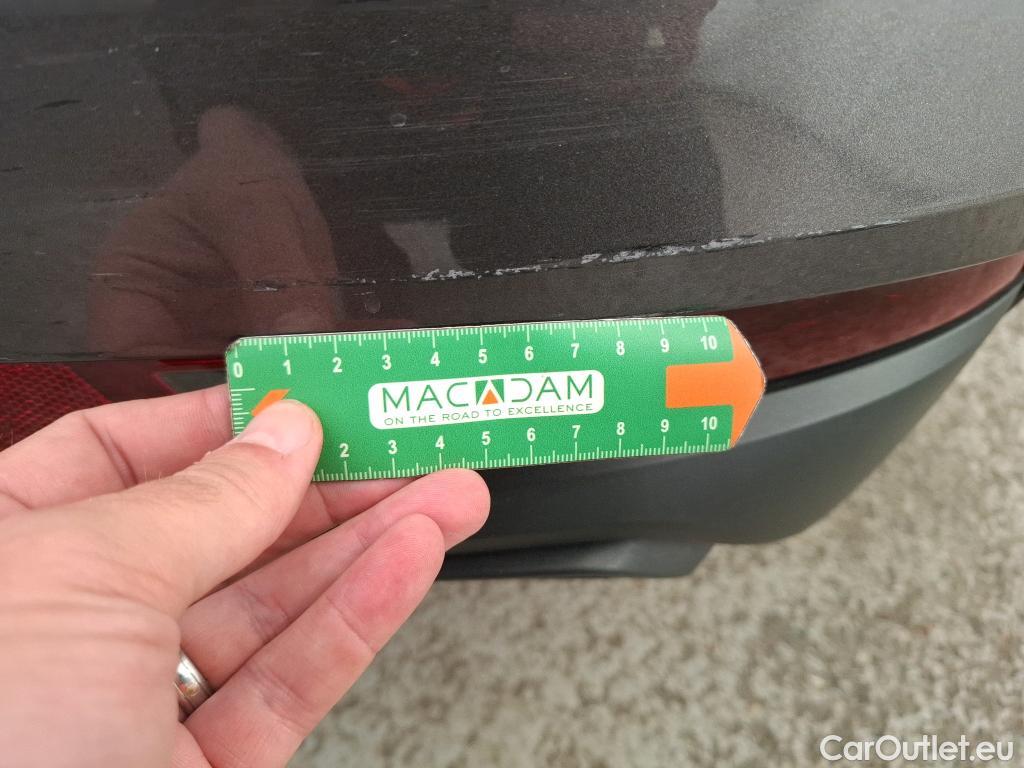 0 1 2 3 4 5 6 7 8 9 10
MACADAM
ON THE ROAD TO EXCELLENCE
2 3 4 5 6 7 8 9 10
CarOutlet.eu